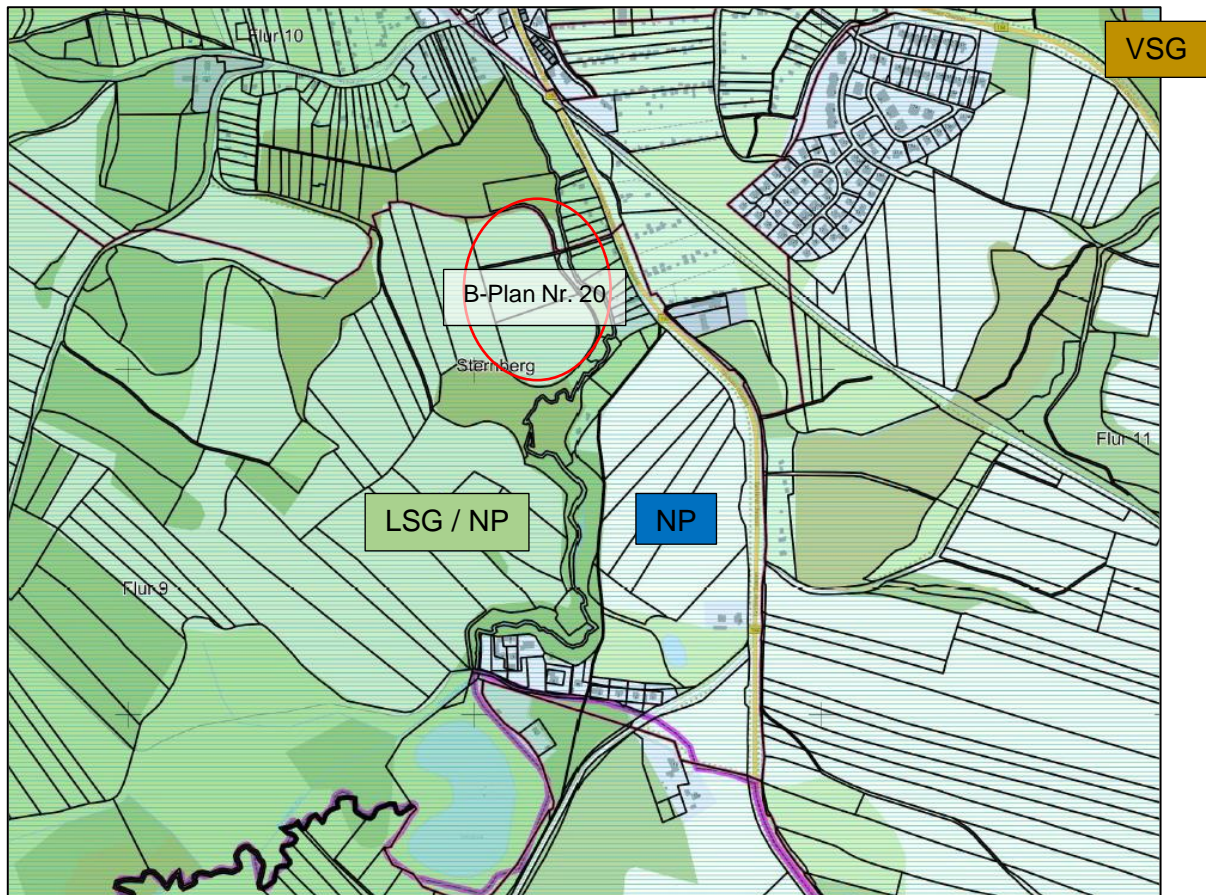 Flur 10
VSG
B-Plan Nr. 20
Sternberg
Flur 11
LSG / NP
NP
Flur 9